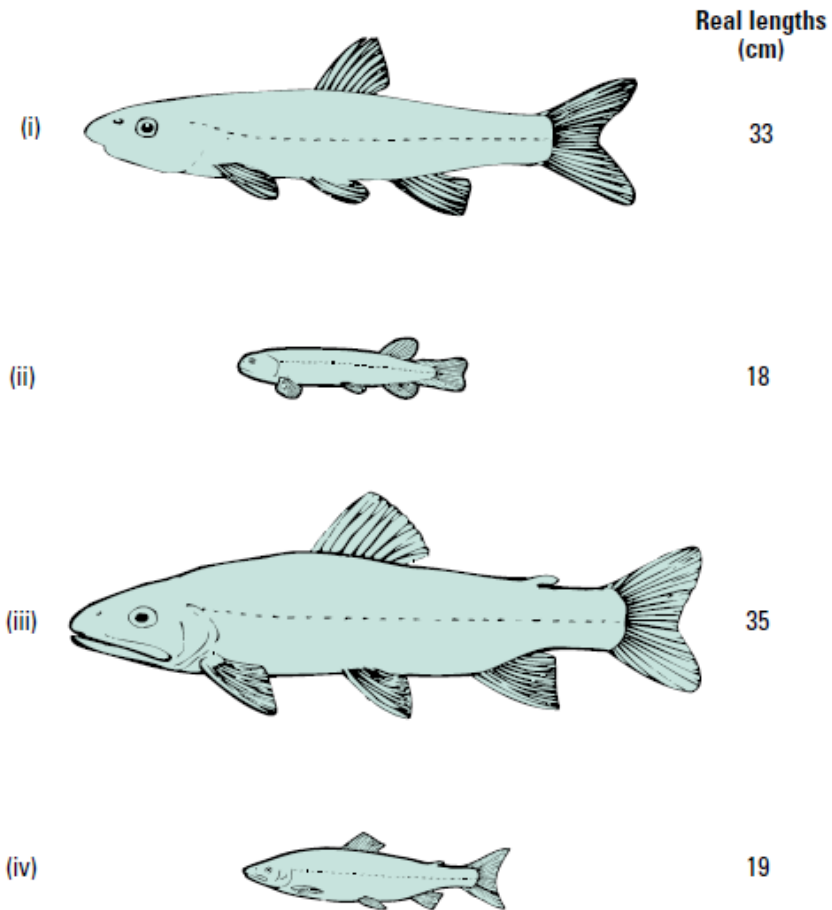 Real lengths
(cm)
(i)
33
(ii)
18
(iii)
35
(iv)
19